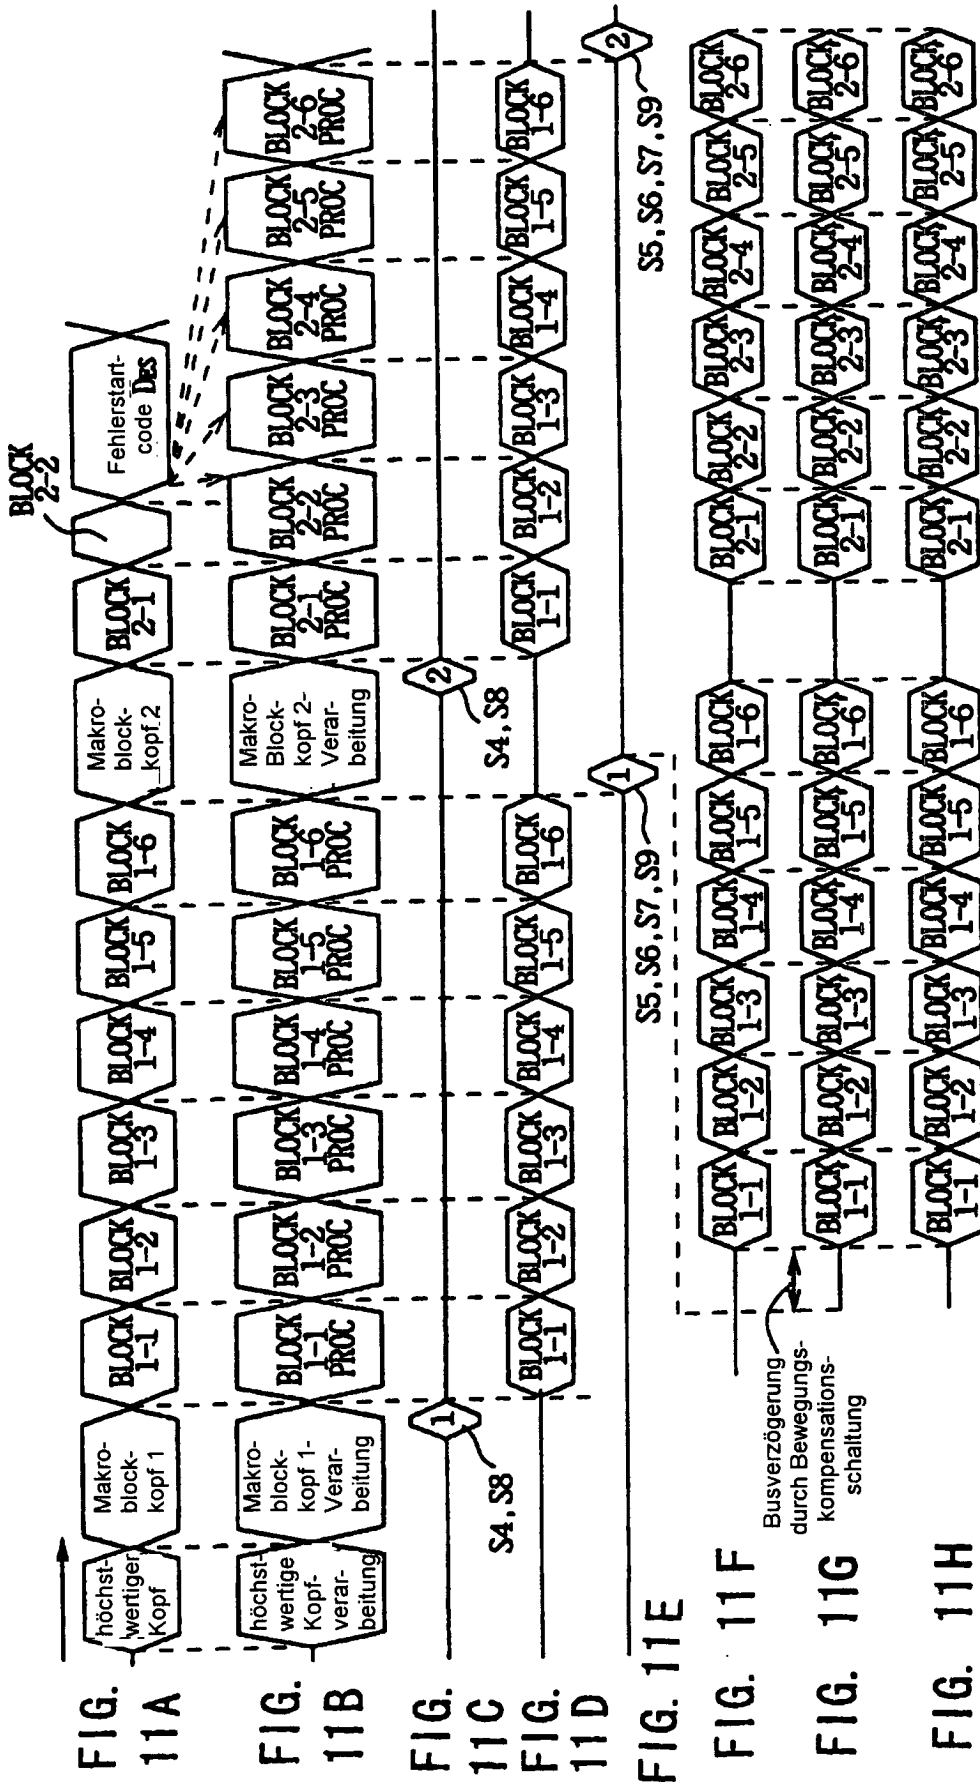 FIG.
11A
höchst-
wertiger
Kopf
Makro-
block-
kopf 1
BLOCK
1-1
BLOCK
1-2
BLOCK
1-3
BLOCK
1-4
BLOCK
1-5
BLOCK
1-6
Makro-
block-
kopf 2
BLOCK
2-1
BLOCK
2-2
Fehlerstart-
code DES
FIG.
11B
höchst-
wertige
Kopf-
verar-
beitung
Makro-
block-
kopf 1-
Verar-
beitung
BLOCK
1-1
PROC
BLOCK
1-2
PROC
BLOCK
1-3
PROC
BLOCK
1-4
PROC
BLOCK
1-5
PROC
BLOCK
1-6
PROC
Makro-
Block-
kopf 2-
Verar-
beitung
BLOCK
2-1
PROC
BLOCK
2-2
PROC
BLOCK
2-3
PROC
BLOCK
2-4
PROC
BLOCK
2-5
PROC
BLOCK
2-6
PROC
FIG.
11C
1
S4, S8
2
S4, S8
FIG.
11D
BLOCK
1-1
BLOCK
1-2
BLOCK
1-3
BLOCK
1-4
BLOCK
1-5
BLOCK
1-6
BLOCK
1-1
BLOCK
1-2
BLOCK
1-3
BLOCK
1-4
BLOCK
1-5
BLOCK
1-6
FIG. 11E
1
S5, S6, S7, S9
2
S5, S6, S7, S9
FIG. 11F
BLOCK
1-1
BLOCK
1-2
BLOCK
1-3
BLOCK
1-4
BLOCK
1-5
BLOCK
1-6
BLOCK
2-1
BLOCK
2-2
BLOCK
2-3
BLOCK
2-4
BLOCK
2-5
BLOCK
2-6
Busverzögerung
durch Bewegungs-
kompensations-
schaltung
FIG. 11G
BLOCK
1-1
BLOCK
1-2
BLOCK
1-3
BLOCK
1-4
BLOCK
1-5
BLOCK
1-6
BLOCK
2-1
BLOCK
2-2
BLOCK
2-3
BLOCK
2-4
BLOCK
2-5
BLOCK
2-6
FIG. 11H
BLOCK
1-1
BLOCK
1-2
BLOCK
1-3
BLOCK
1-4
BLOCK
1-5
BLOCK
1-6
BLOCK
2-1
BLOCK
2-2
BLOCK
2-3
BLOCK
2-4
BLOCK
2-5
BLOCK
2-6